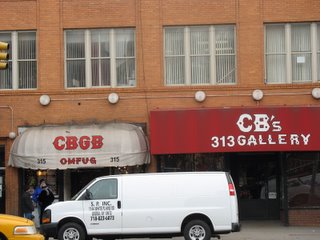 CBGB
315 OMFUG 315
CB's
313 GALLERY
S.P. INC.